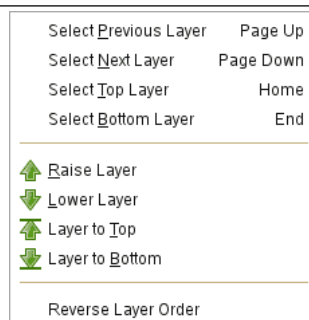 Select Previous Layer Page Up
Select Next Layer Page Down
Select Top Layer Home
Select Bottom Layer End
Raise Layer
Lower Layer
Layer to Top
Layer to Bottom
Reverse Layer Order